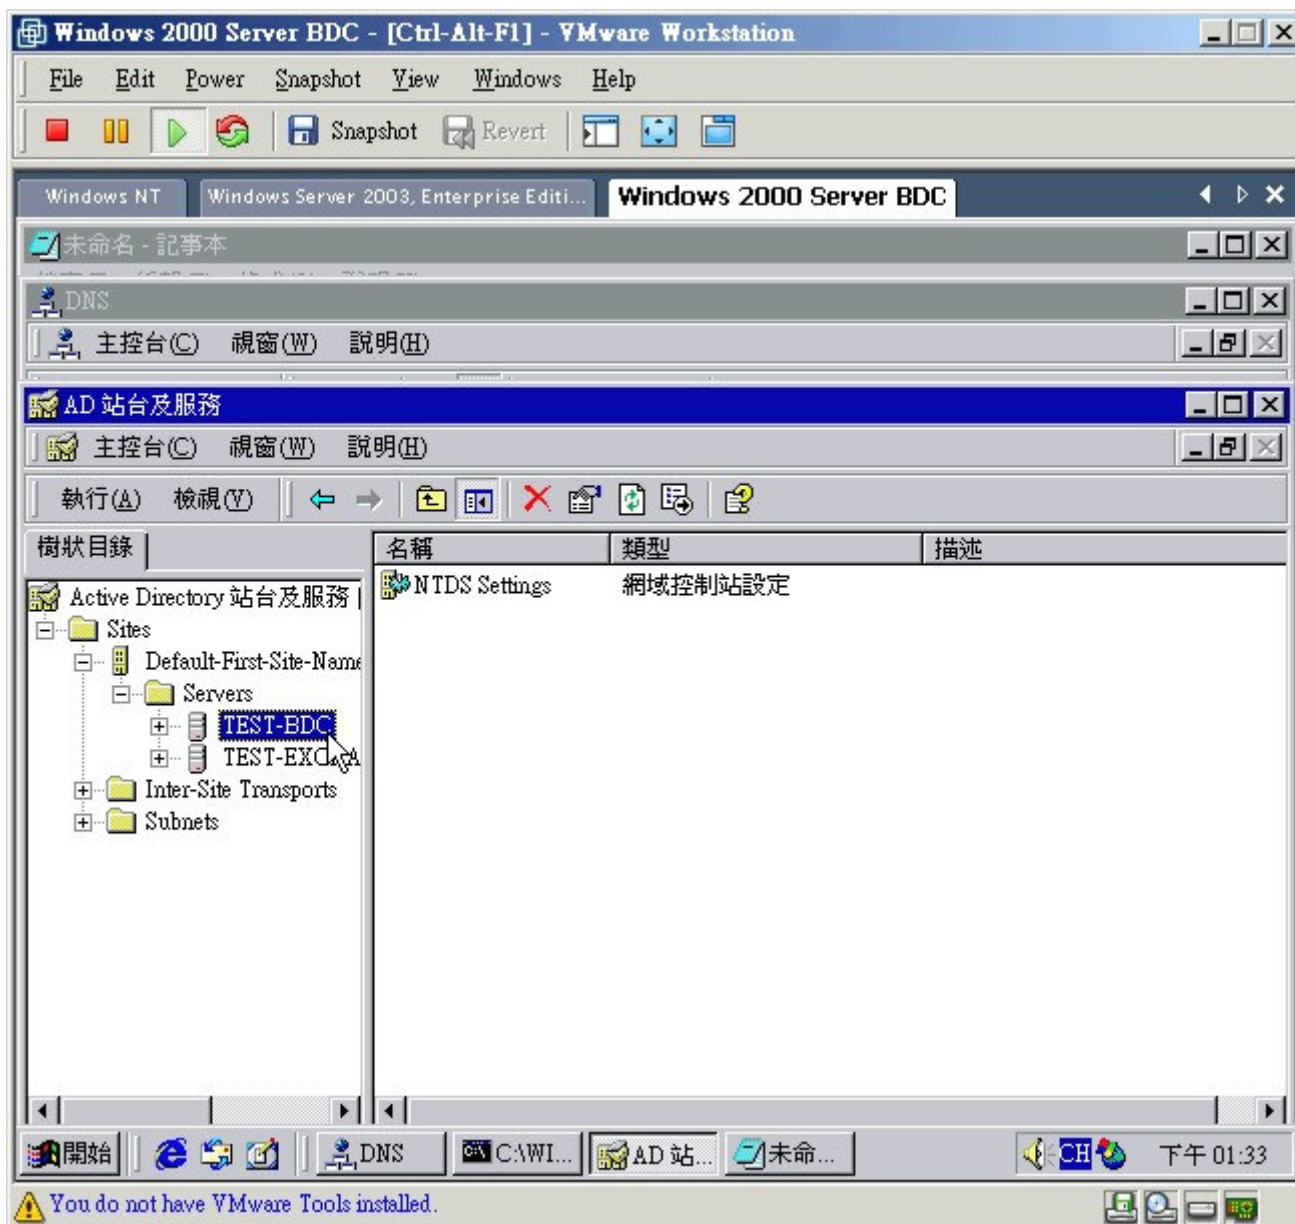 Windows 2000 Server BDC - [Ctrl-Alt-F1] - VMware Workstation
File Edit Power Snapshot View Windows Help
Snapshot Revert
Windows NT Windows Server 2003, Enterprise Editi... Windows 2000 Server BDC
未命名 - 記事本
DNS
主控台(C) 視窗(W) 說明(H)
AD 站台及服務
主控台(C) 視窗(W) 說明(H)
執行(A) 檢視(V)
樹狀目錄 名稱 類型 描述
Active Directory 站台及服務 NTDS Settings 網域控制站設定
Sites
Default-First-Site-Name
Servers
TEST-BDC
Inter-Site Transports
Subnets
開始 DNS C:\WI... AD 站... 未命... CH 下午 01:33
You do not have VMware Tools installed.